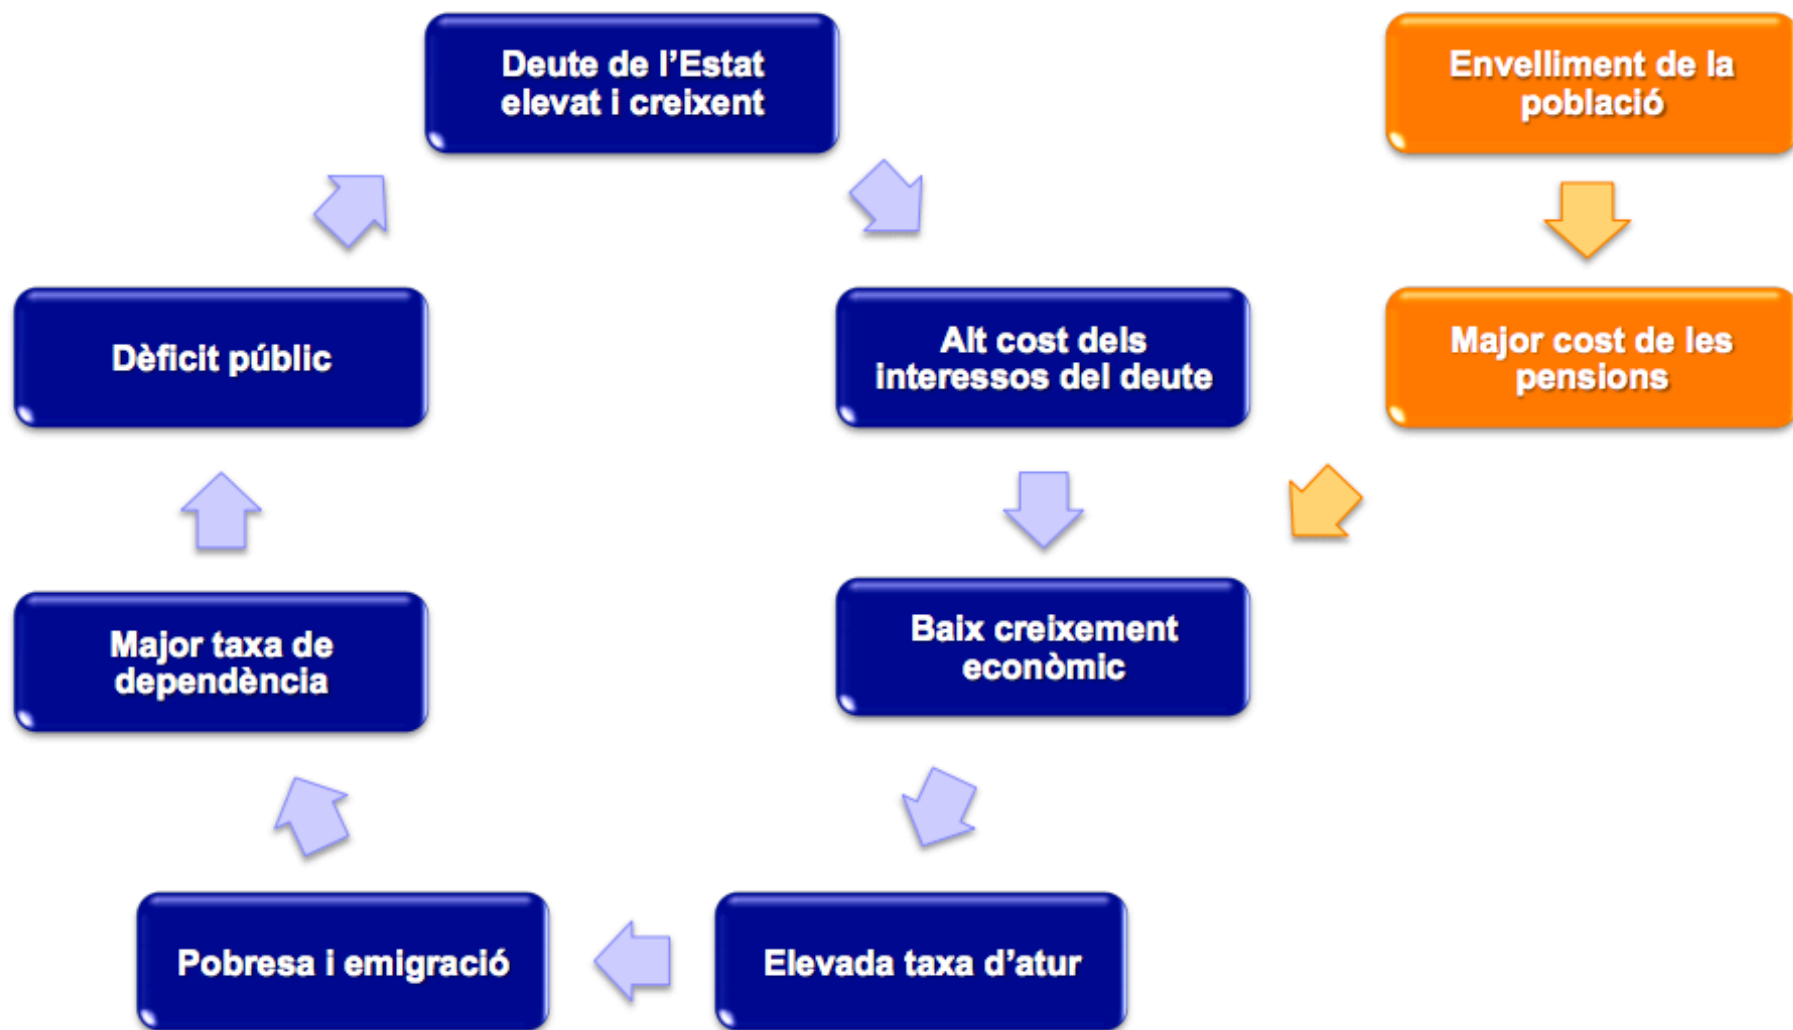 Deute de l’Estat
elevat i creixent
Envelliment de la
població
Dèficit públic
Alt cost dels
interessos del deute
Major cost de les
pensions
Major taxa de
dependència
Baix creixement
econòmic
Pobresa i emigració
Elevada taxa d’atur